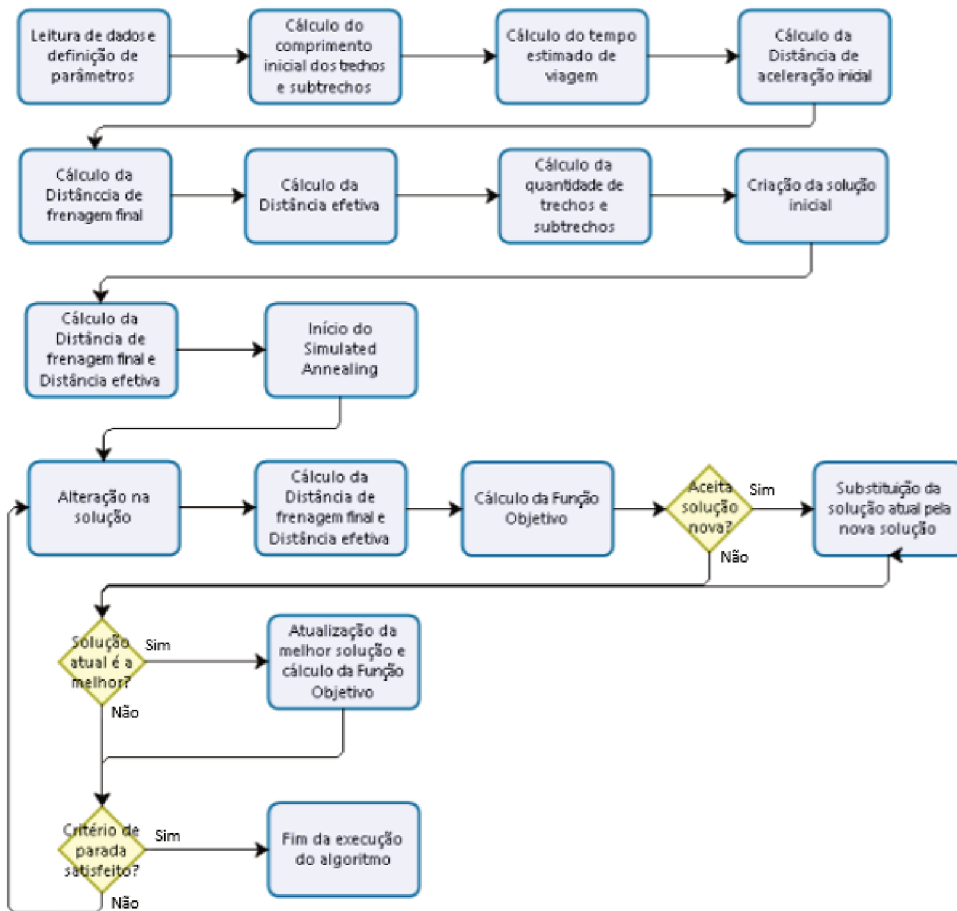 Leitura de dados e
definição de
parâmetros
Cálculo do
comprimento
inicial dos trechos
e subtrechos
Cálculo do tempo
estimado de
viagem
Cálculo da
Distância de
aceleração inicial
Cálculo da
Distânccia de
frenagem final
Cálculo da
Distância efetiva
Cálculo da
quantidade de
trechos e
subtrechos
Criação da solução
inicial
Cálculo da
Distância de
frenagem final e
Distância efetiva
Início do
Simulated
Annealing
Alteração na
solução
Cálculo da
Distância de
frenagem final e
Distância efetiva
Cálculo da Função
Objetivo
Aceita
solução
nova?
Sim
Não
Substituição da
solução atual pela
nova solução
Solução
atual é a
melhor?
Sim
Não
Atualização da
melhor solução e
cálculo da Função
Objetivo
Critério de
parada
satisfeito?
Sim
Não
Fim da execução
do algoritmo